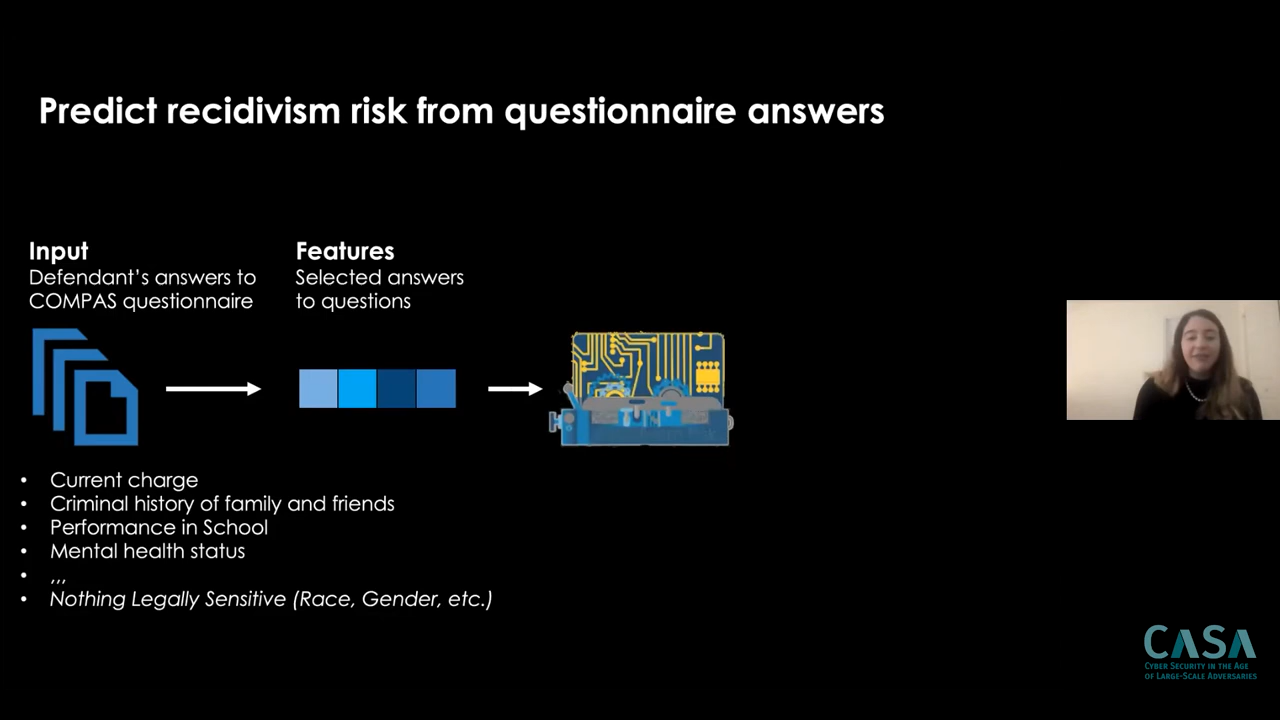 Predict recidivism risk from questionnaire answers
Input
Defendant's answers to
COMPAS questionnaire
Features
Selected answers
to questions
• Current charge
• Criminal history of family and friends
• Performance in School
• Mental health status
• ,,,
• Nothing Legally Sensitive (Race, Gender, etc.)
CASA
Cyber Security in the Age
of Large-Scale Adversaries